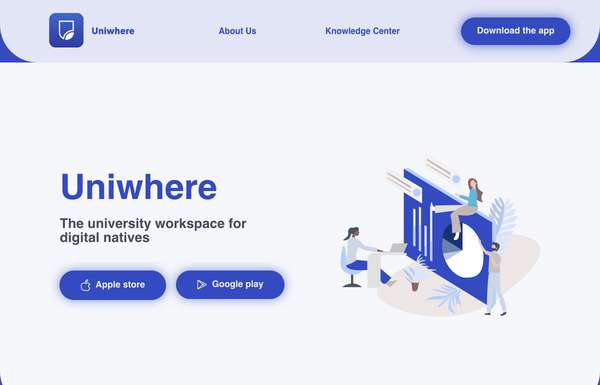 Uniwhere
About Us
Knowledge Center
Download the app
Uniwhere
The university workspace for
digital natives
Apple store
Google play